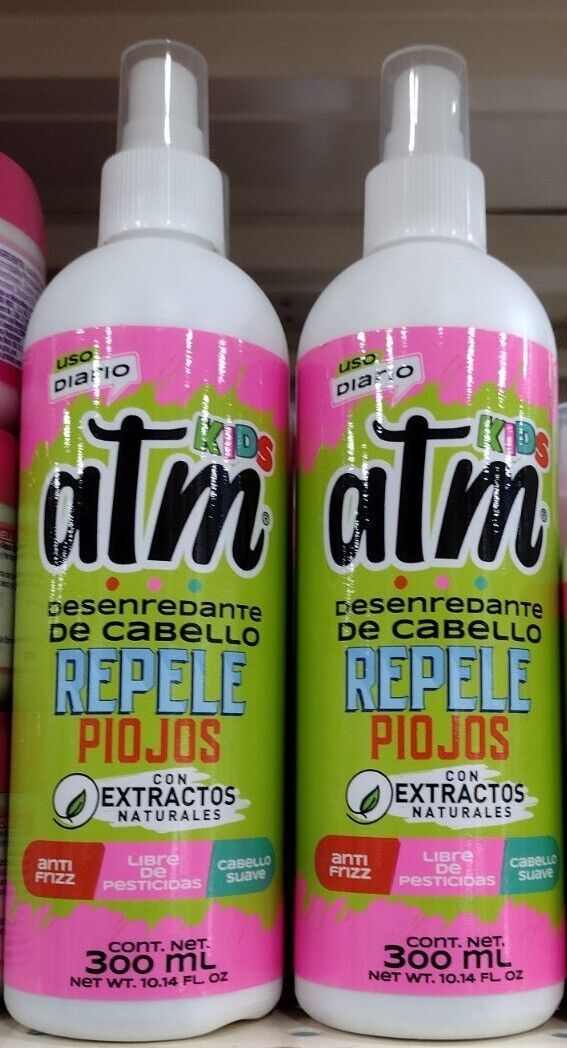 USO
DIARIO
KIDS
atm®
Desenredante
DE CABELLO
REPELE
PIOJOS
CON
EXTRACTOS
NATURALES
ANTI
FRIZZ
LIBRE
DE
PESTICIDAS
CABELLO
SUAVE
CONT. NET.
300 mL
NET WT. 10.14 FL. OZ
USO
DIARIO
KIDS
atm®
Desenredante
DE CABELLO
REPELE
PIOJOS
CON
EXTRACTOS
NATURALES
ANTI
FRIZZ
LIBRE
DE
PESTICIDAS
CABELLO
SUAVE
CONT. NET.
300 mL
NET WT. 10.14 FL. OZ